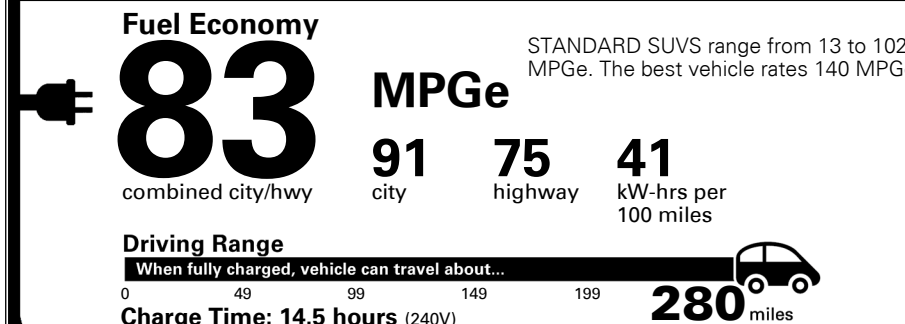 Fuel Economy
STANDARD SUVS range from 13 to 102
MPGe. The best vehicle rates 140 MPG
83
MPGe
91
75
41
combined city/hwy
city
highway
kW-hrs per
100 miles
Driving Range
When fully charged, vehicle can travel about...
0 49 99 149 199
280 miles
Charge Time: 14.5 hours (240V)